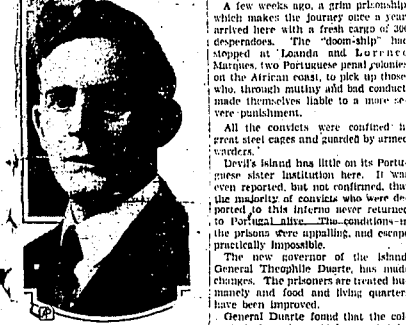 A few weeks ago, a grim prisonship
which makes the journey once a year
arrived here with a fresh cargo of 300
desperadoes. The "doom-ship" had
stopped at Loanda and Lorenco
Marques, two Portuguese penal colonies
on the African coast, to pick up those
who, through mutiny and bad conduct
made themselves liable to a more se-
vere punishment.
All the convicts were confined
great steel cages and guarded by armed
warders.
Devil's Island has little on its Portu-
guese sister institution here. It was
even reported, but not confirmed, that
the majority of convicts who were de-
ported to this inferno never returned
to Portugal alive. The conditions
the prisons were appalling, and escape
practically impossible.
The new governor of the island
General Theophile Duarte, has made
changes. The prisoners are treated hu-
manely and food and living quarters
have been improved.
General Duarte found that the